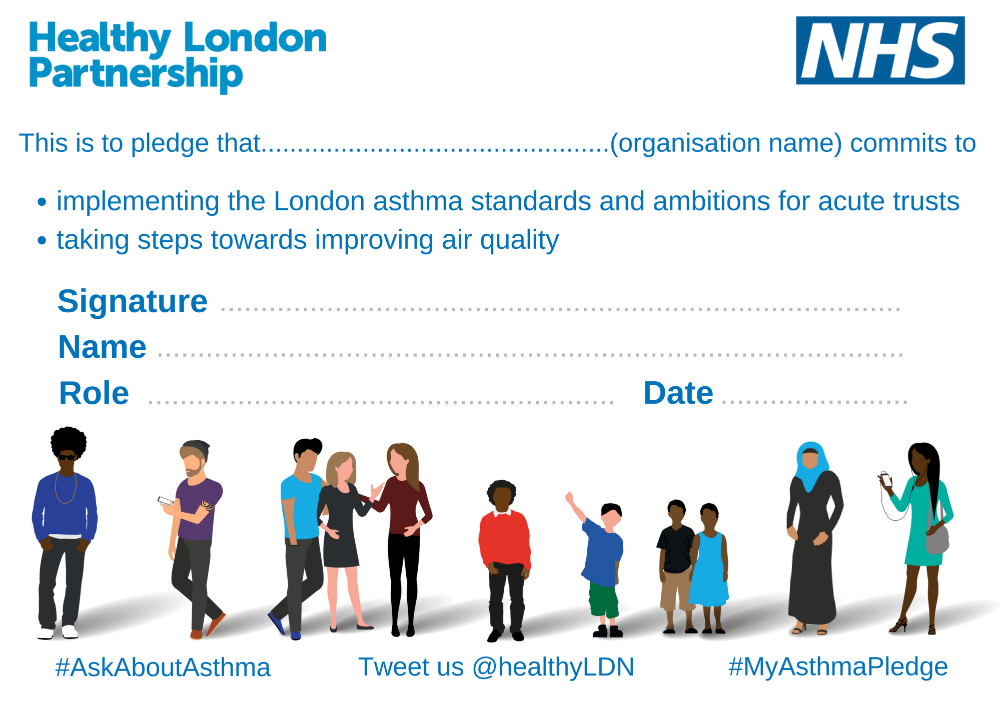 Healthy London
Partnership
NHS
This is to pledge that................................................(organisation name) commits to
• implementing the London asthma standards and ambitions for acute trusts
• taking steps towards improving air quality
Signature ...................................................................................
Name ...........................................................................................
Role ......................................................... Date .......................
#AskAboutAsthma Tweet us @healthyLDN #MyAsthmaPledge